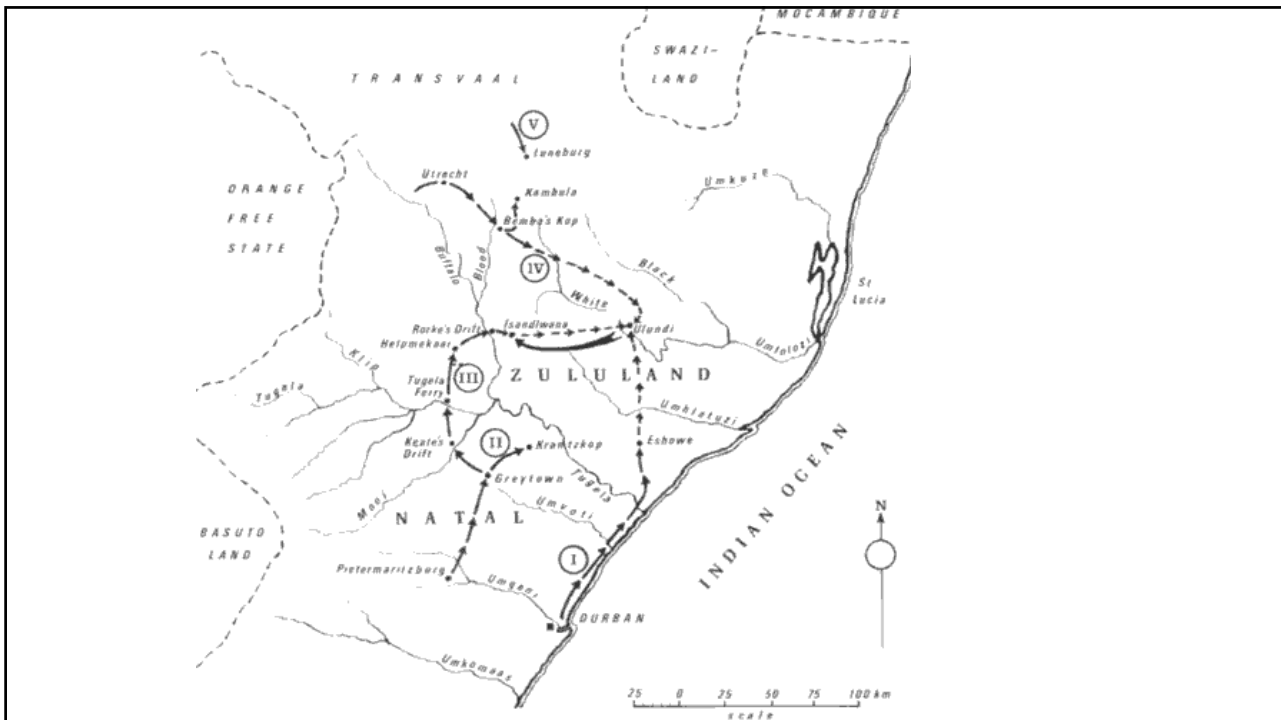 MOCAMBIQUE
SWAZI-
LAND
TRANSVAAL
V
Luneburg
Utrecht
Kambula
Umkuze
ORANGE
FREE
STATE
Bemba's Kop
Buffalo
Blood
IV
Black
White
St
Lucia
Rorke's Drift
Isandlwana
Ulundi
Helpmekaar
Umfolozi
Klip
III
ZULULAND
Tugela
Tugela
Ferry
Umhlatuzi
Keate's
Drift
II
Krantzkop
Eshowe
Greytown
Tugela
Mooi
Umvoti
NATAL
INDIAN OCEAN
N
BASUTO
LAND
I
Pietermaritzburg
Umgeni
DURBAN
Umkomaas
25 0 25 50 75 100 km
scale